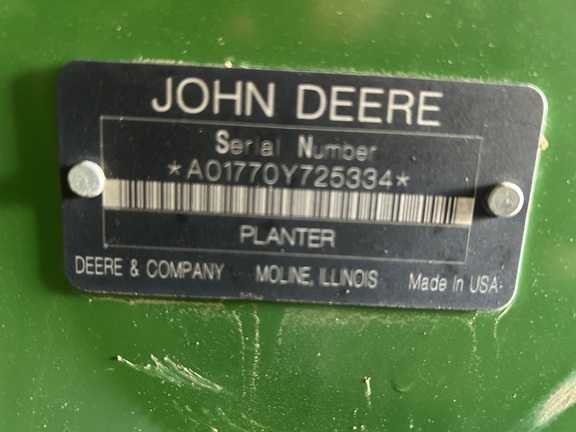 JOHN DEERE
Serial Number
*A01770Y725334*
PLANTER
DEERE & COMPANY MOLINE, ILLINOIS Made in USA